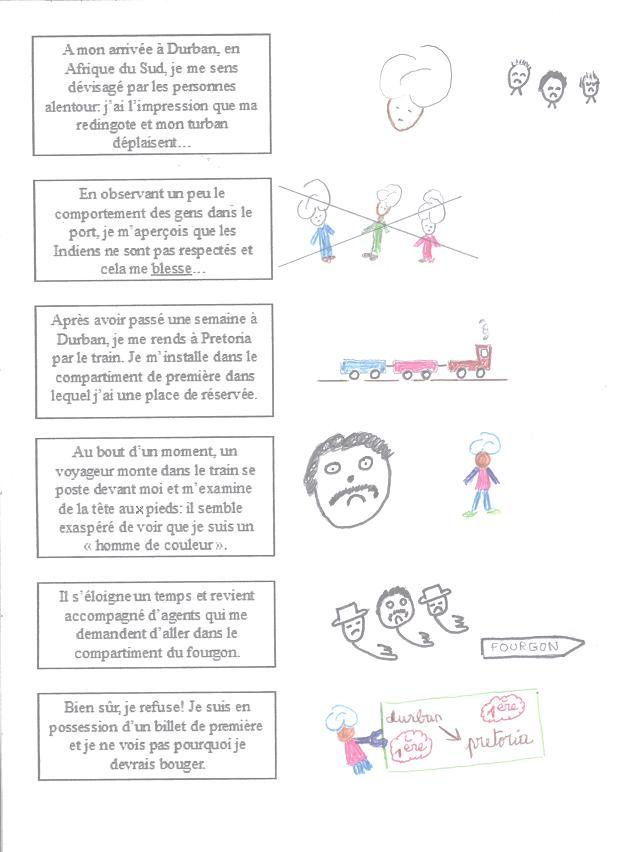 A mon arrivée à Durban, en
Afrique du Sud, je me sens
dévisagé par les personnes
alentour: j'ai l'impression que ma
redingote et mon turban
déplaisent…
En observant un peu le
comportement des gens dans le
port, je m'aperçois que les
Indiens ne sont pas respectés et
cela me blesse…
Après avoir passé une semaine à
Durban, je me rends à Pretoria
par le train. Je m'installe dans le
compartiment de première dans
lequel j'ai une place de réservée.
Au bout d'un moment, un
voyageur monte dans le train se
poste devant moi et m'examine
de la tête aux pieds: il semble
exaspéré de voir que je suis un
« homme de couleur ».
Il s'éloigne un temps et revient
accompagné d'agents qui me
demandent d'aller dans le
compartiment du fourgon.
FOURGON
Bien sûr, je refuse! Je suis en
possession d'un billet de première
et je ne vois pas pourquoi je
devrais bouger.
durban
1ère
1ère
pretoria